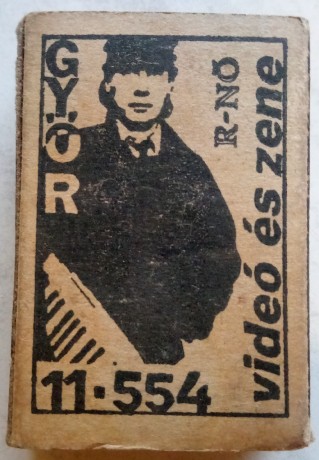 GYŐR
R-NŐ
videó és zene
11-554